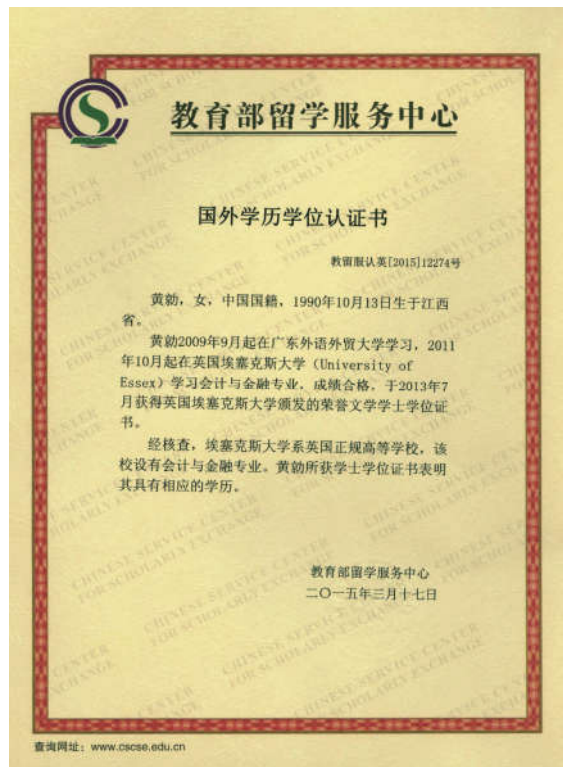 教育部留学服务中心
国外学历学位认证书
教留服认英[2015]12274号
黄勍，女，中国国籍，1990年10月13日生于江西
省。
黄勍2009年9月起在广东外语外贸大学学习，2011
年10月起在英国埃塞克斯大学（University of
Essex）学习会计与金融专业，成绩合格，于2013年7
月获得英国埃塞克斯大学颁发的荣誉文学学士学位证
书。
经核查，埃塞克斯大学系英国正规高等学校，该
校设有会计与金融专业。黄勍所获学士学位证书表明
其具有相应的学历。
教育部留学服务中心
二〇一五年三月十七日
查询网址：www.cscse.edu.cn
CHINESE SERVICE CENTER
FOR SCHOLARLY EXCHANGE